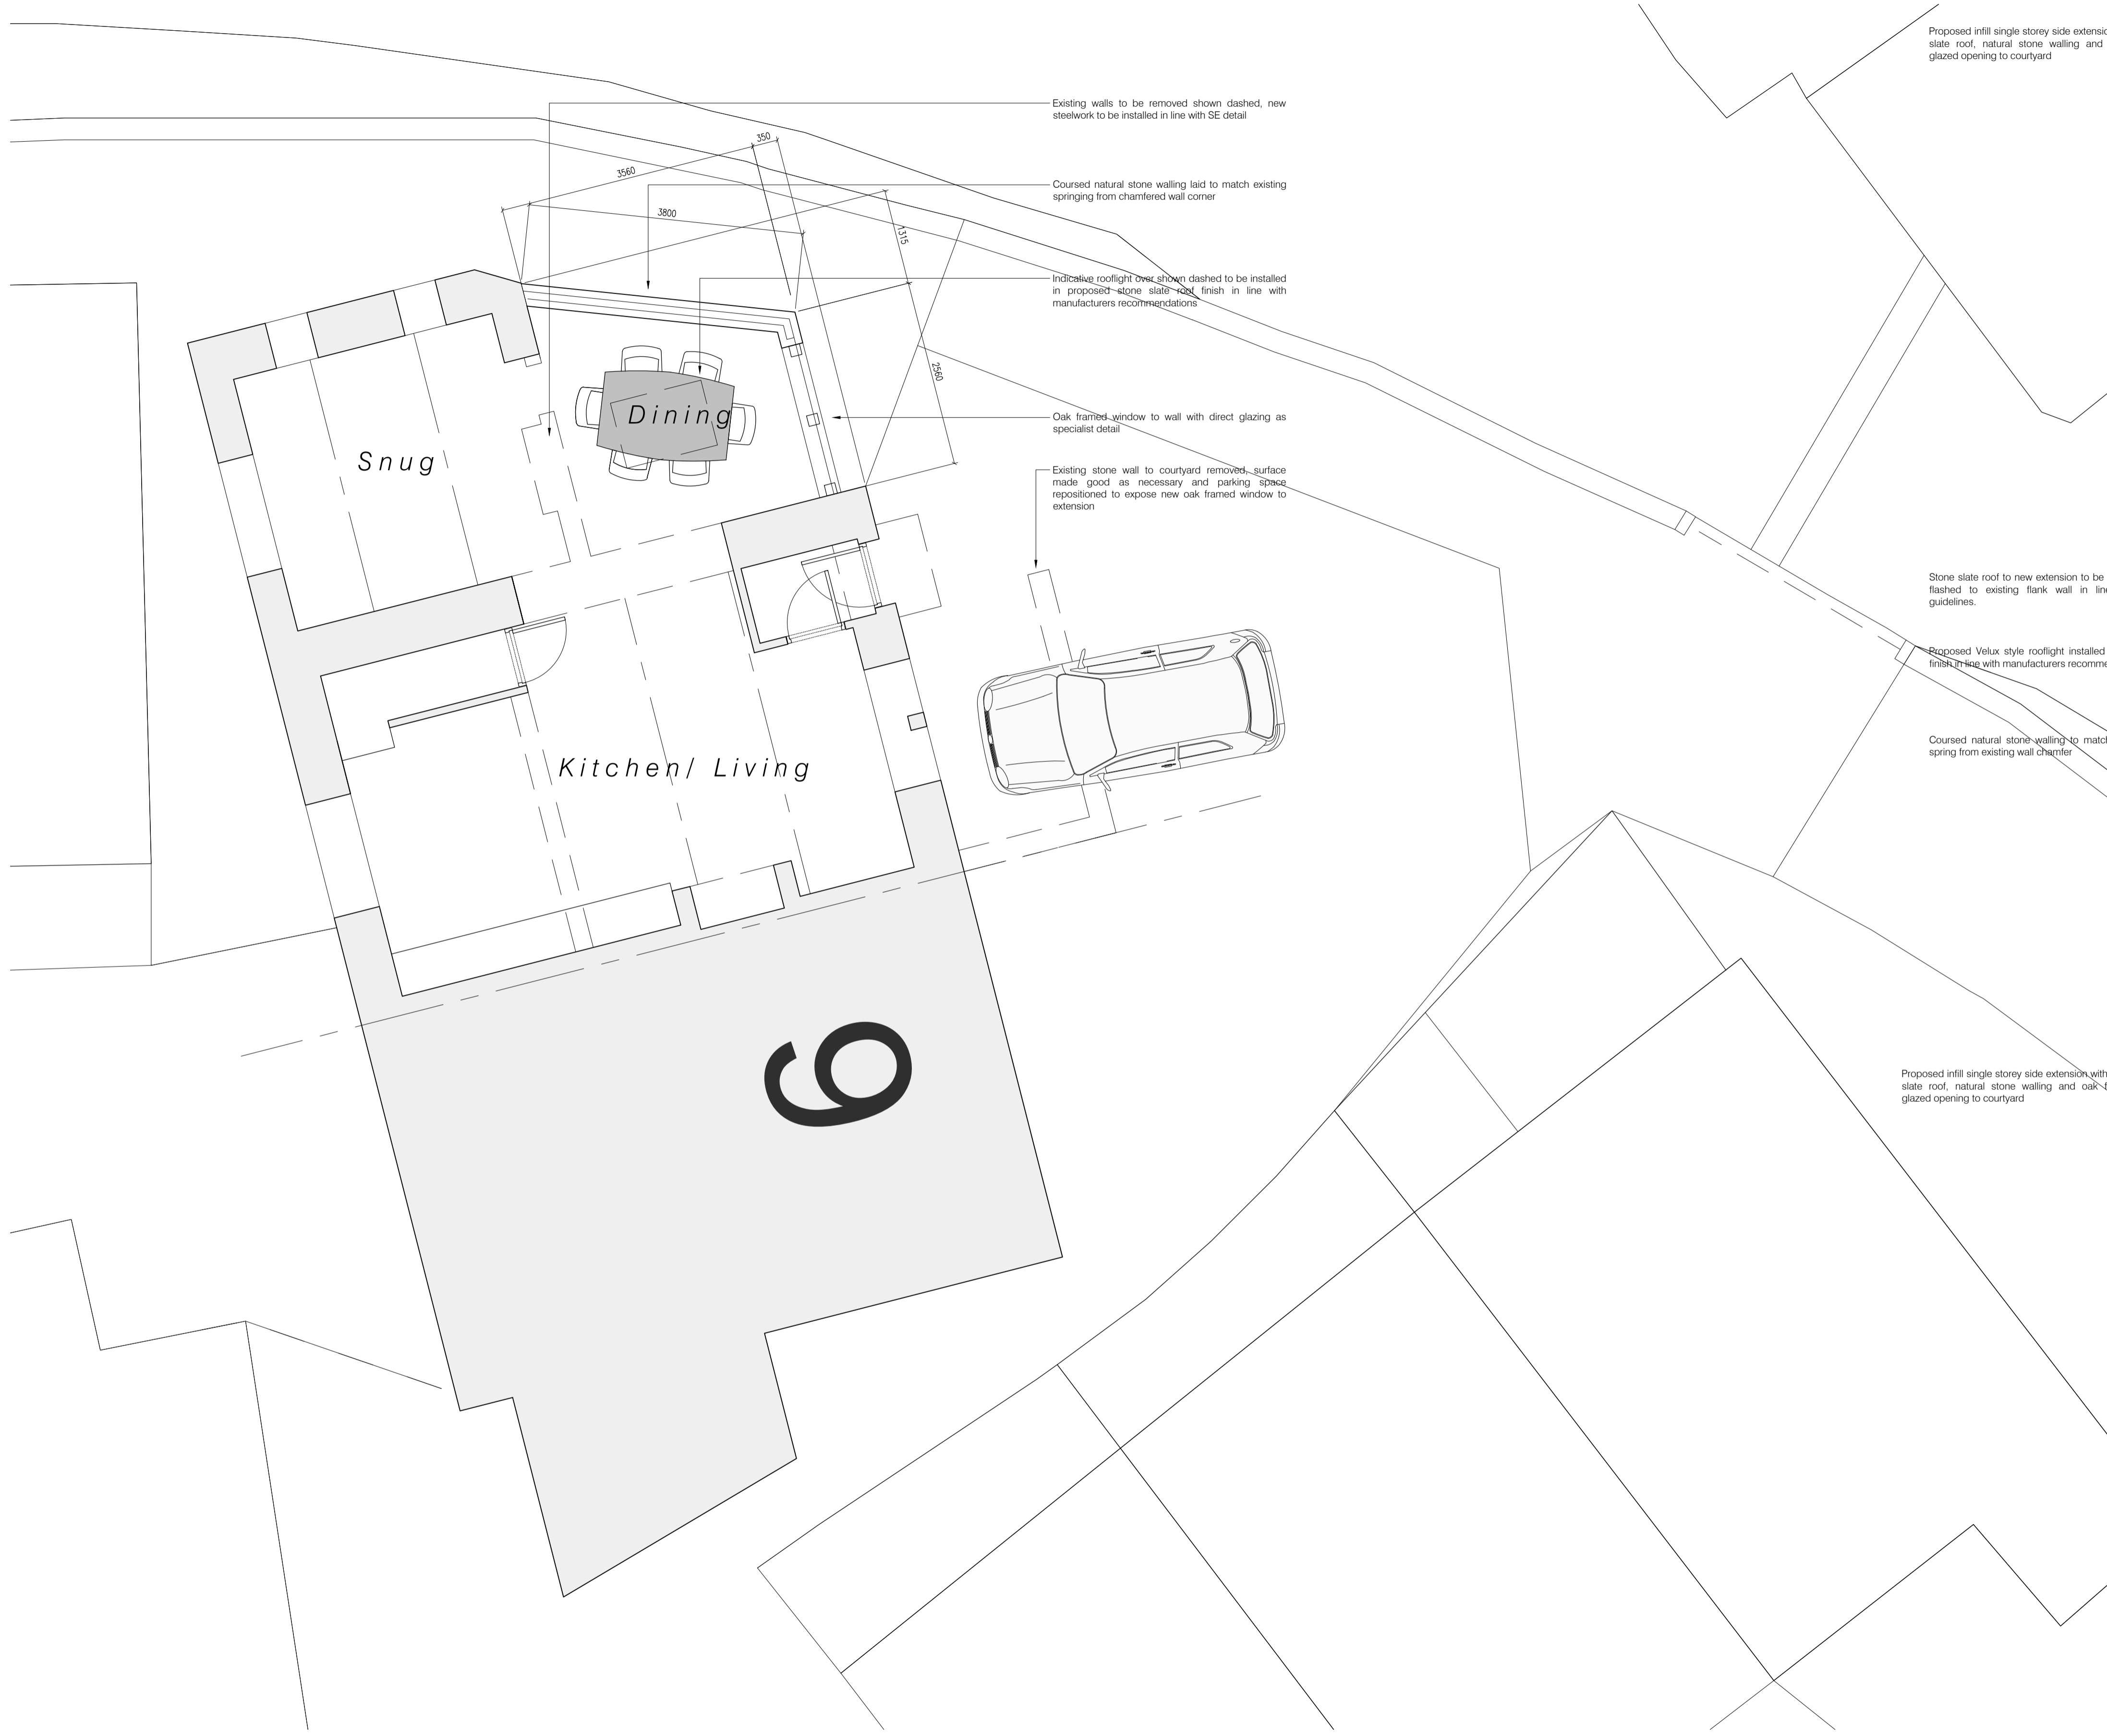 Existing walls to be removed shown dashed, new
steelwork to be installed in line with SE detail
Coursed natural stone walling laid to match existing
springing from chamfered wall corner
Indicative rooflight over shown dashed to be installed
in proposed stone slate roof finish in line with
manufacturers recommendations
Oak framed window to wall with direct glazing as
specialist detail
Existing stone wall to courtyard removed, surface
made good as necessary and parking space
repositioned to expose new oak framed window to
extension
350
3560
3800
1315
2560
Dining
Snug
Kitchen/ Living
9
Proposed infill single storey side
slate roof, natural stone walling and
glazed opening to courtyard
Stone slate roof to new extension to be
flashed to existing flank wall in
guidelines.
Proposed Velux style rooflight installed
finish in line with manufacturers
Coursed natural stone walling to
spring from existing wall chamfer
Proposed infill single storey side extension with
slate roof, natural stone walling and oak
glazed opening to courtyard